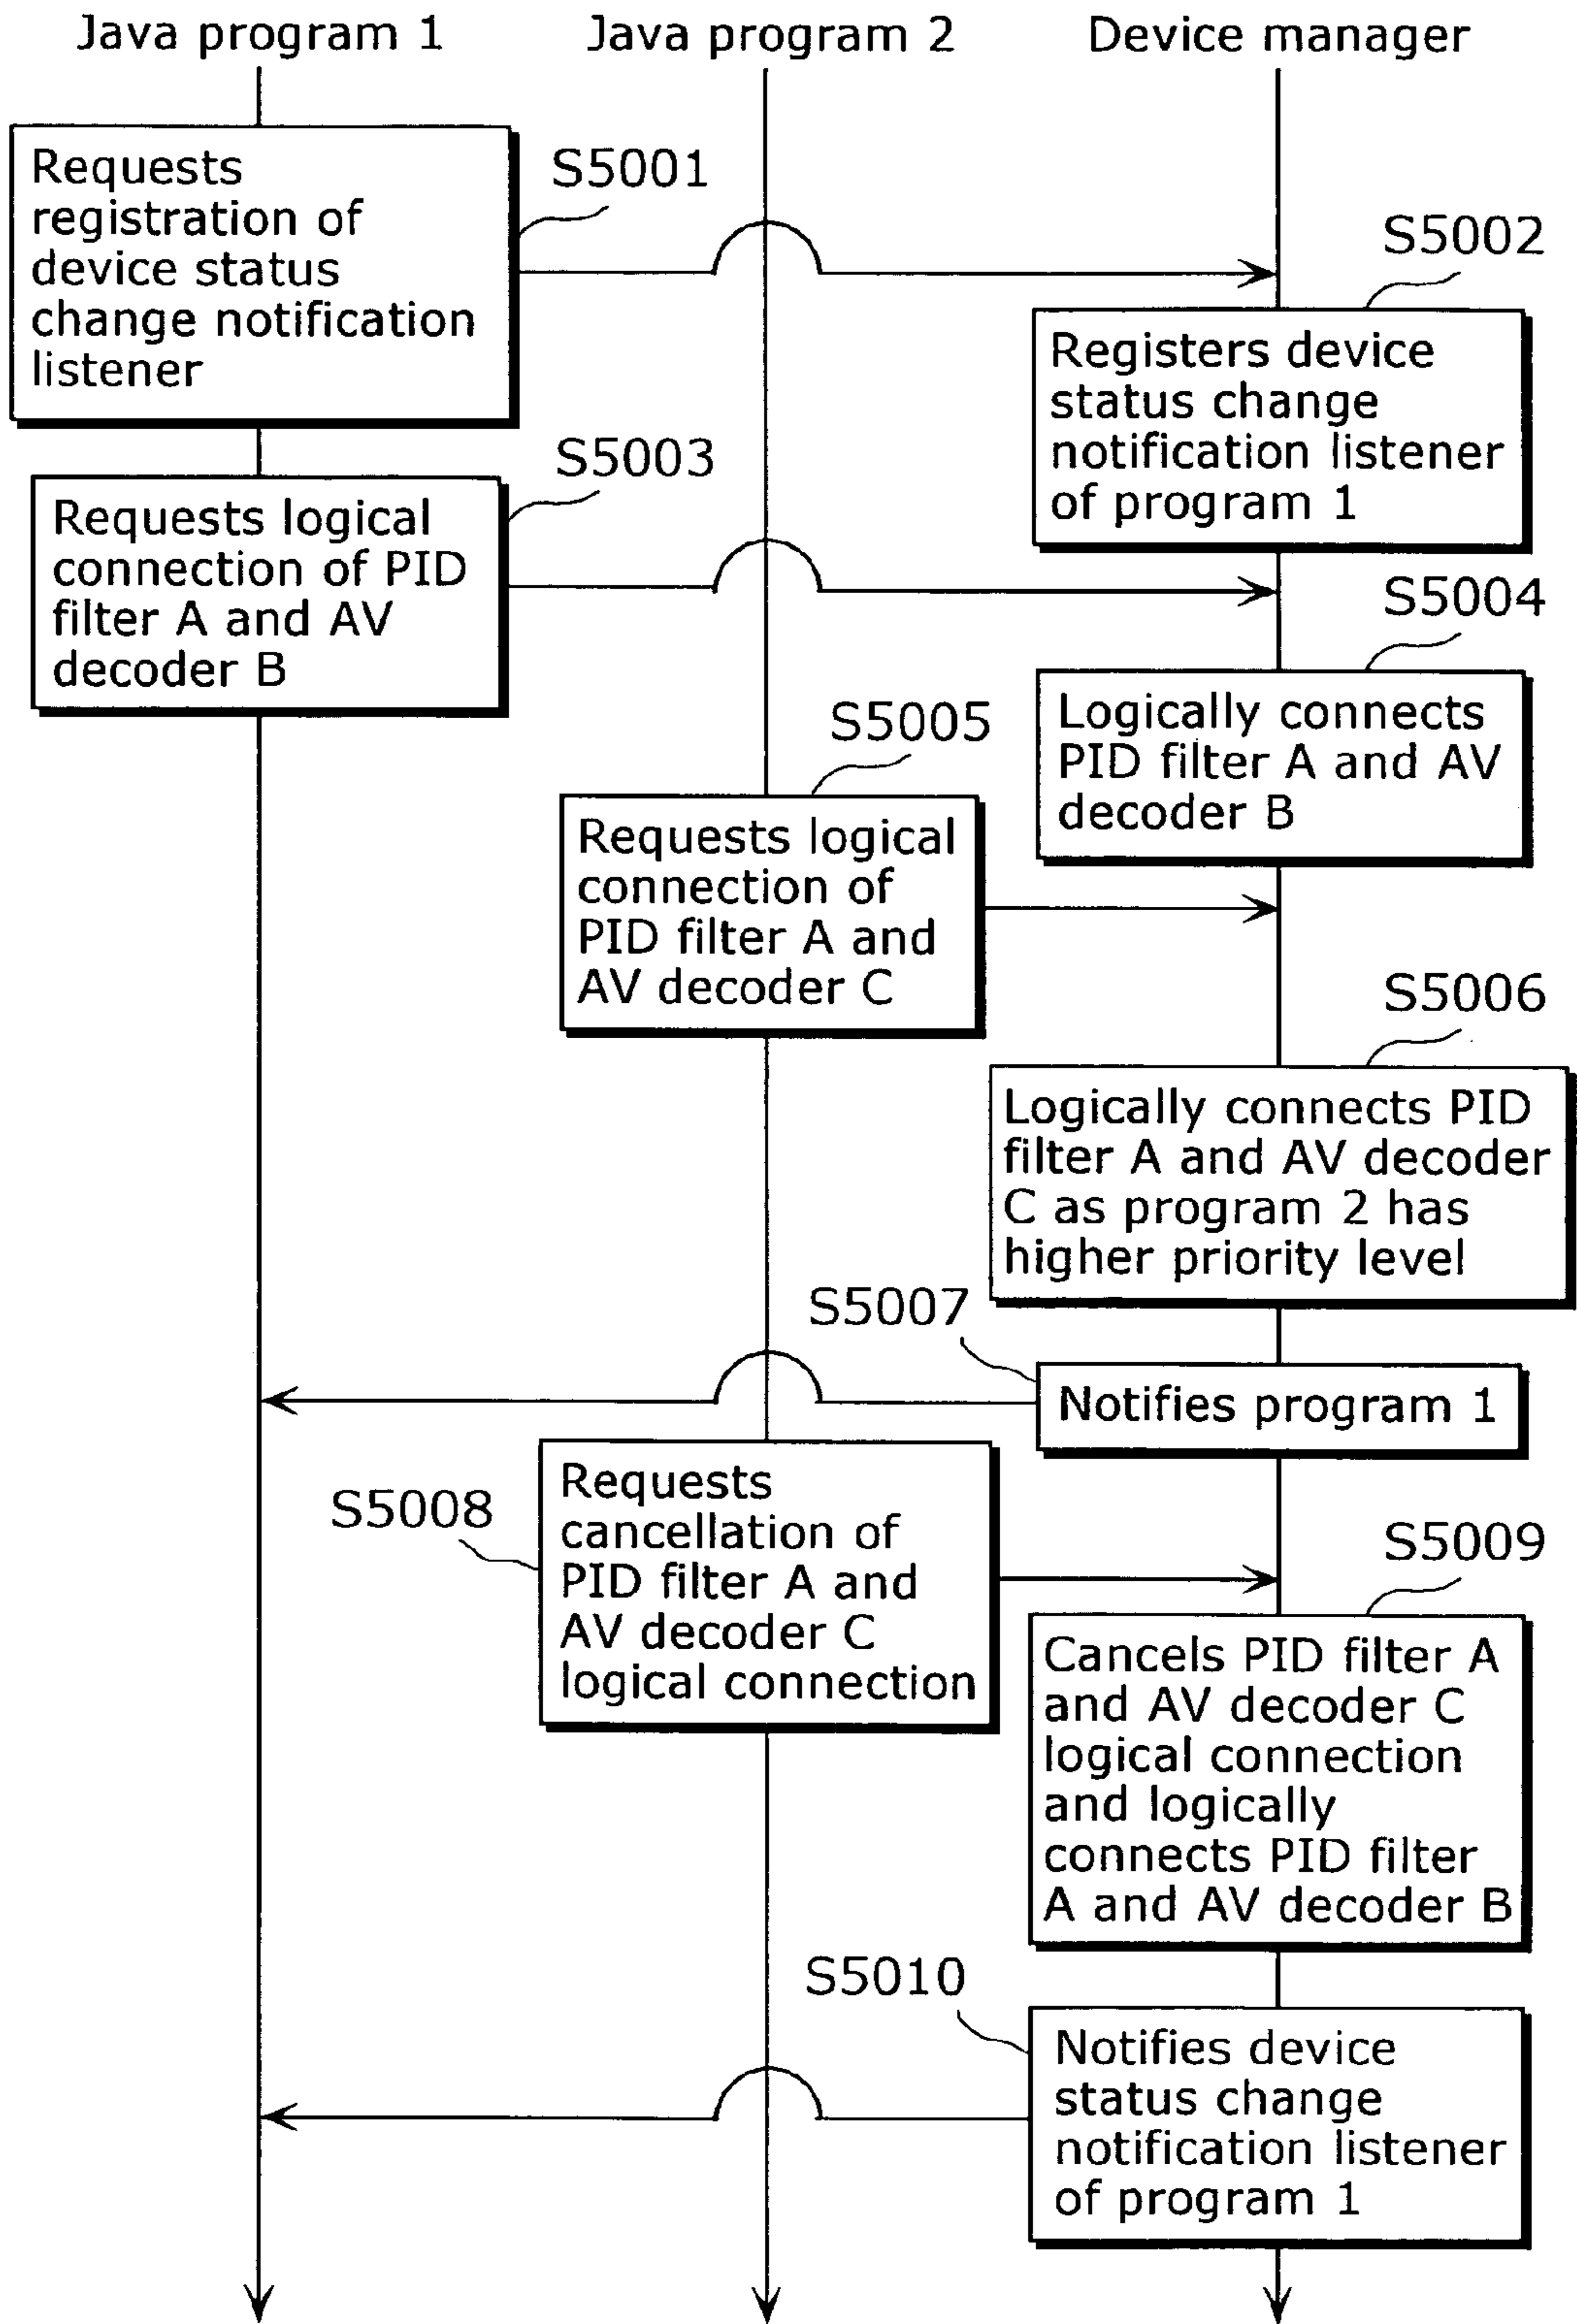 Java program 1
Java program 2
Device manager
Requests
registration of
device status
change notification
listener
S5001
S5002
Registers device
status change
notification listener
of program 1
S5003
Requests logical
connection of PID
filter A and AV
decoder B
S5004
Logically connects
PID filter A and AV
decoder B
S5005
Requests logical
connection of
PID filter A and
AV decoder C
S5006
Logically connects PID
filter A and AV decoder
C as program 2 has
higher priority level
S5007
Notifies program 1
S5008
Requests
cancellation of
PID filter A and
AV decoder C
logical connection
S5009
Cancels PID filter A
and AV decoder C
logical connection
and logically
connects PID filter
A and AV decoder B
S5010
Notifies device
status change
notification listener
of program 1